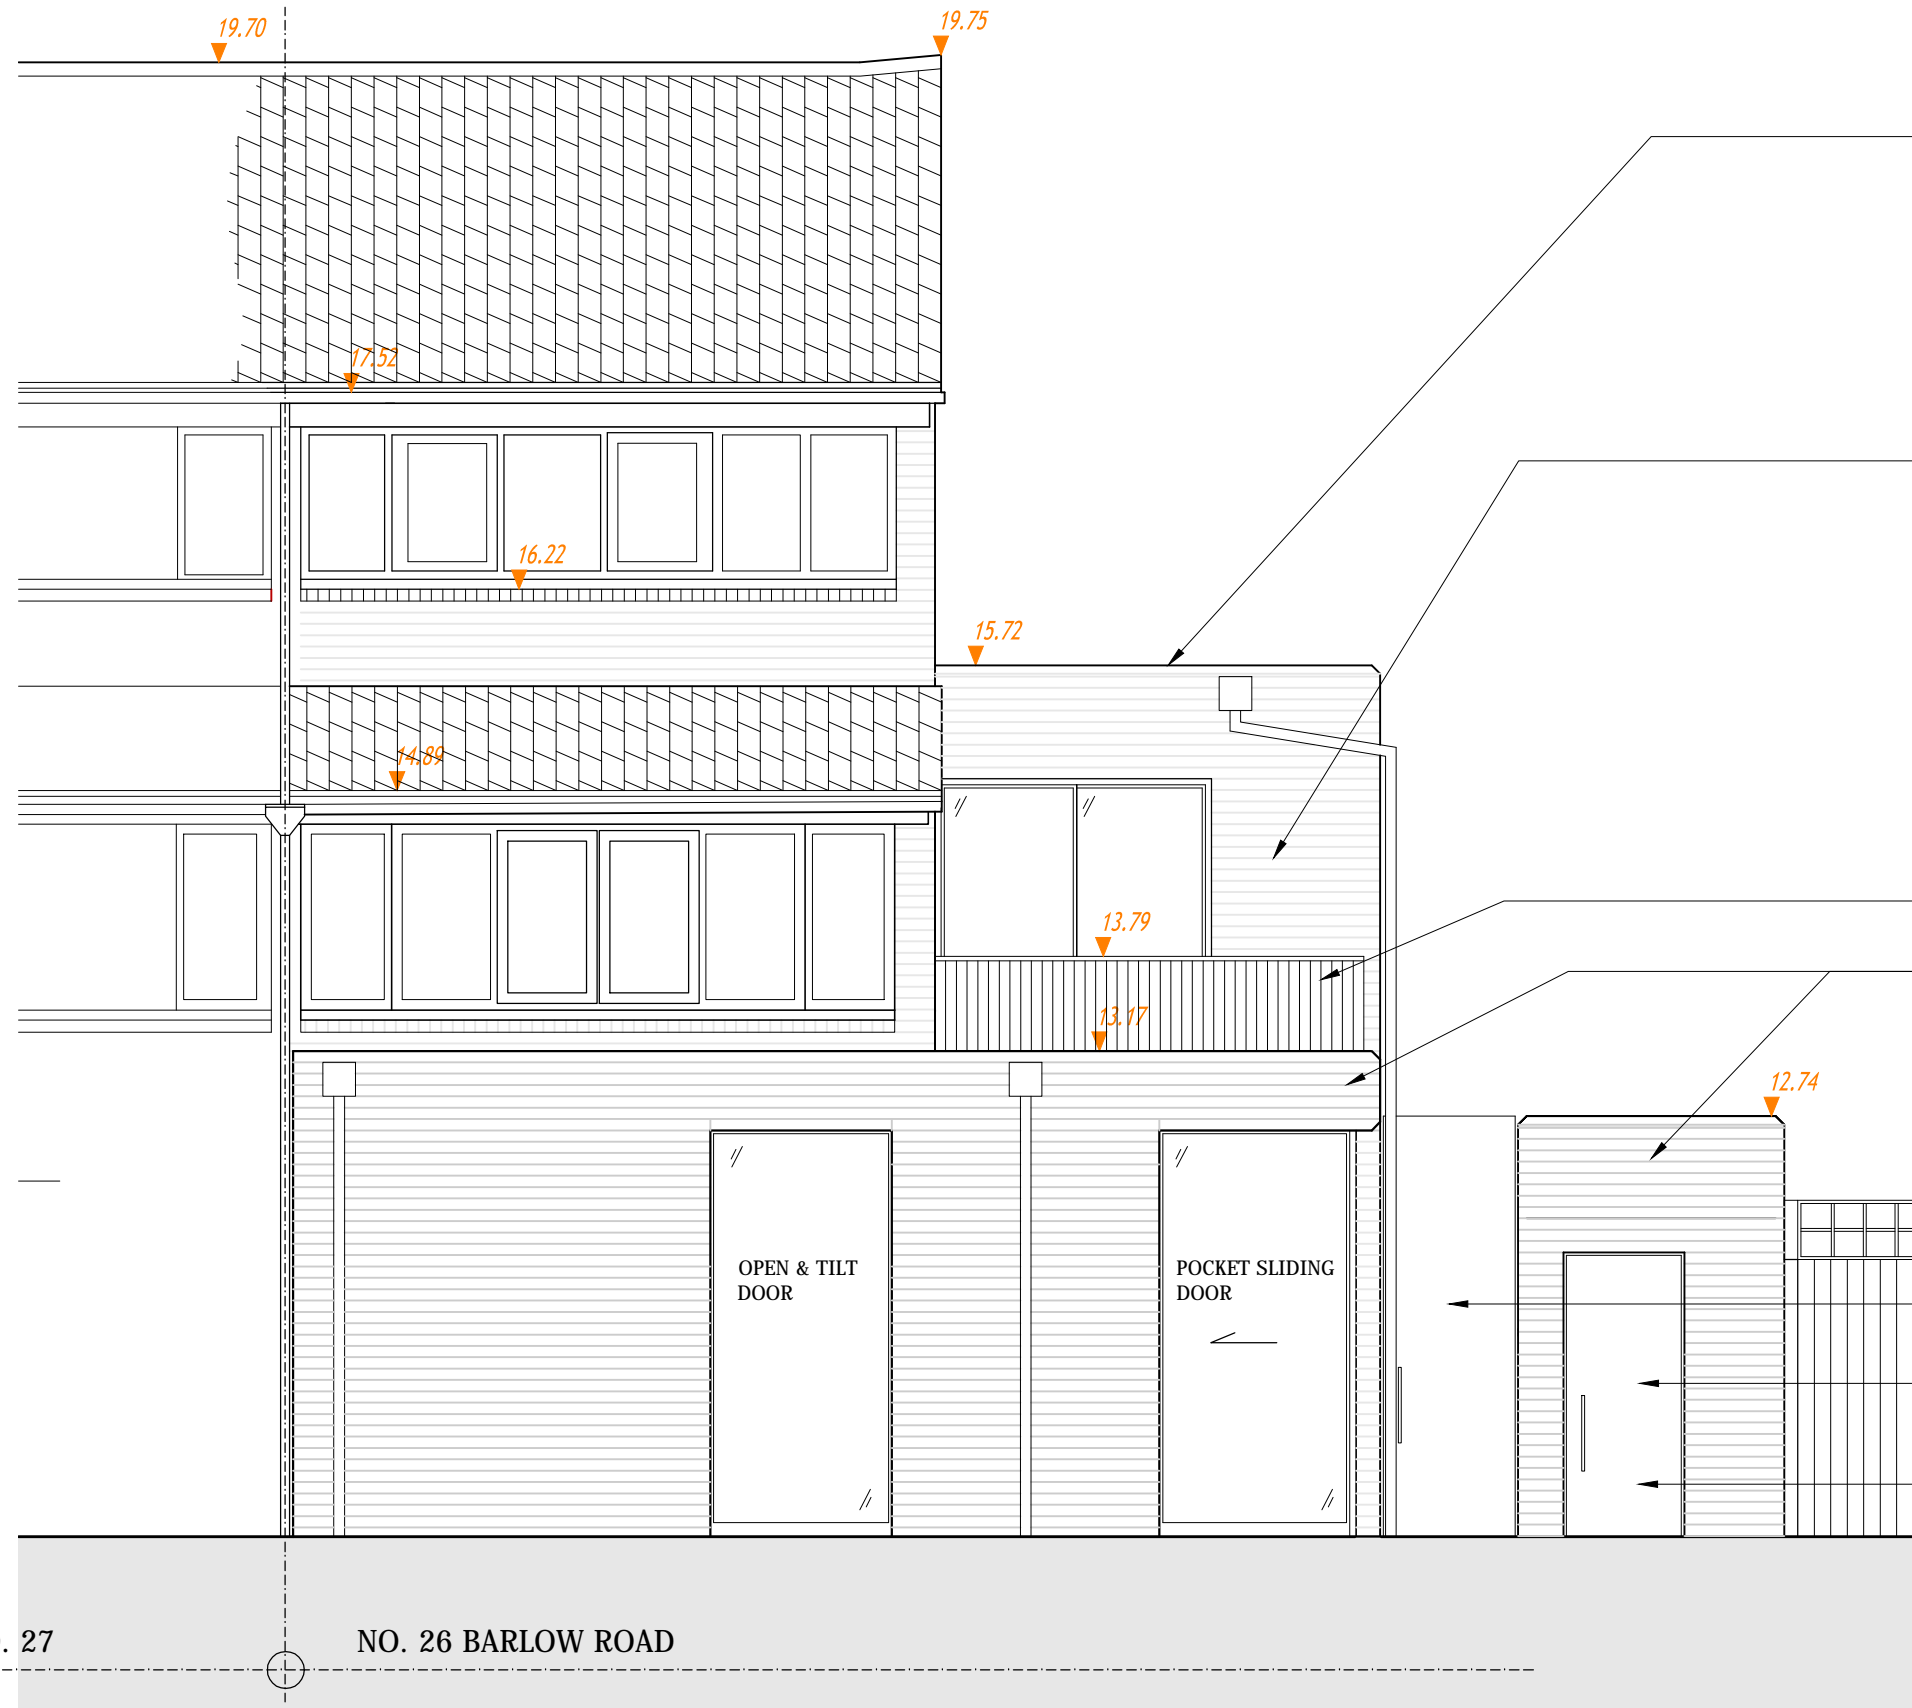 19.70
19.75
17.52
16.22
15.72
14.89
13.79
13.17
12.74
OPEN & TILT
DOOR
POCKET SLIDING
DOOR
. 27
NO. 26 BARLOW ROAD